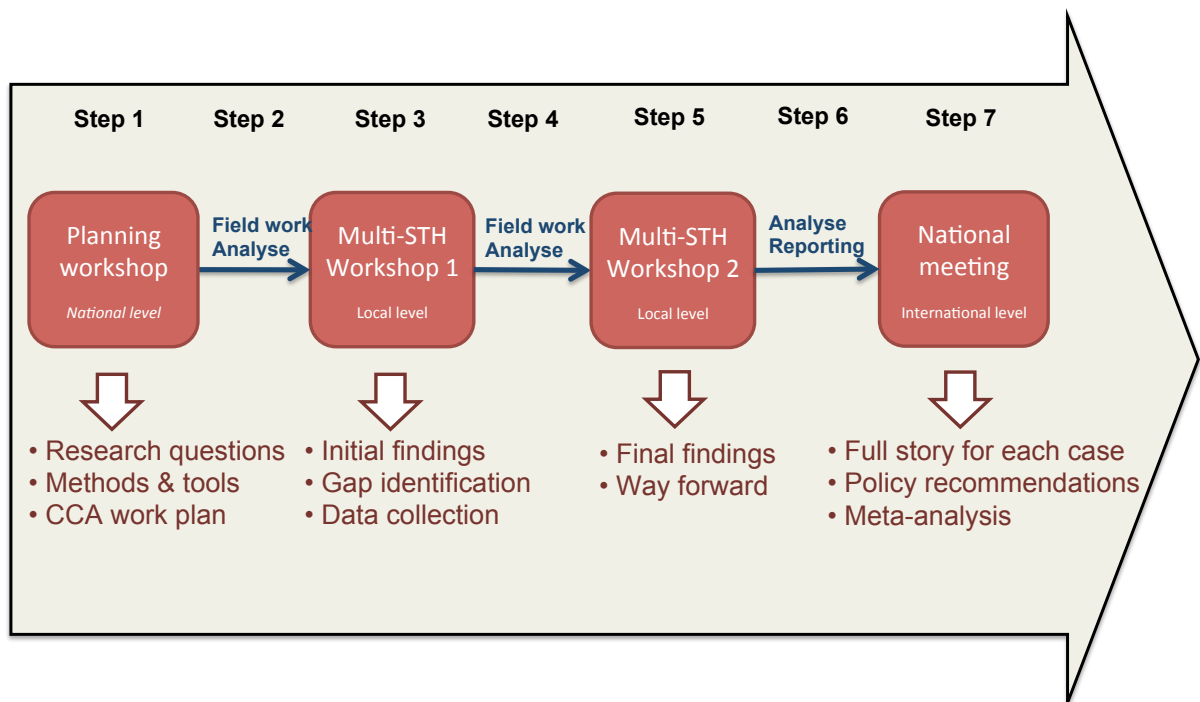 Step 1 Step 2 Step 3 Step 4 Step 5 Step 6 Step 7
Planning
workshop
National level
Field work
Analyse
Multi-STH
Workshop 1
Local level
Field work
Analyse
Multi-STH
Workshop 2
Local level
Analyse
Reporting
National
meeting
International level
• Research questions
• Methods & tools
• CCA work plan
• Initial findings
• Gap identification
• Data collection
• Final findings
• Way forward
• Full story for each case
• Policy recommendations
• Meta-analysis